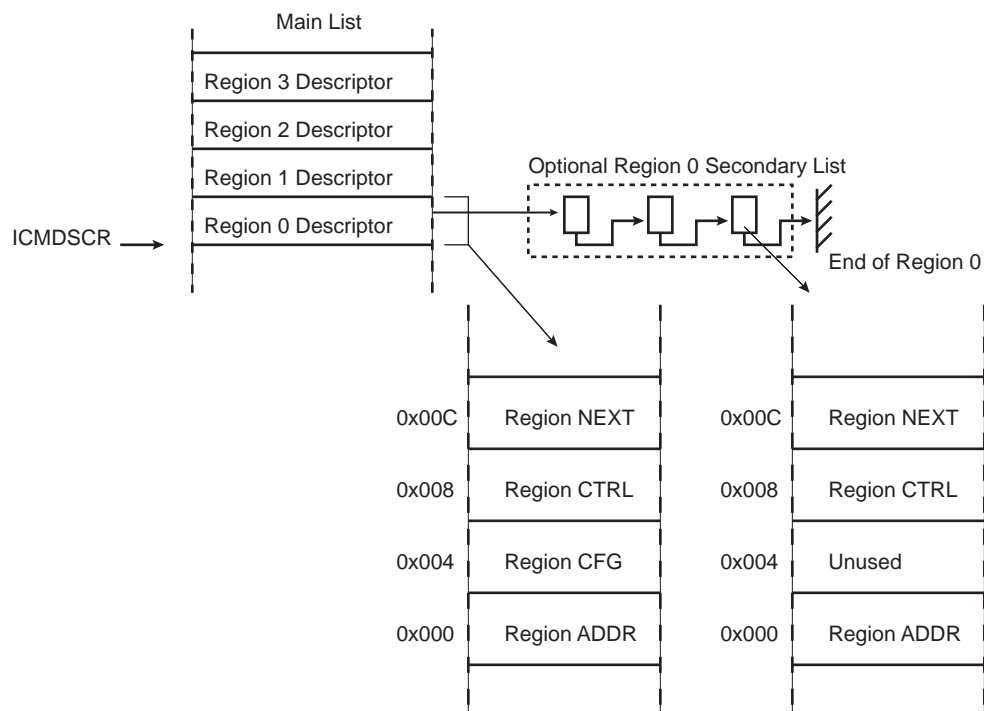 Main List
Region 3 Descriptor
Region 2 Descriptor
Region 1 Descriptor
Region 0 Descriptor
ICMDSCR
Optional Region 0 Secondary List
End of Region 0
0x00C Region NEXT
0x008 Region CTRL
0x004 Region CFG
0x000 Region ADDR
0x00C Region NEXT
0x008 Region CTRL
0x004 Unused
0x000 Region ADDR